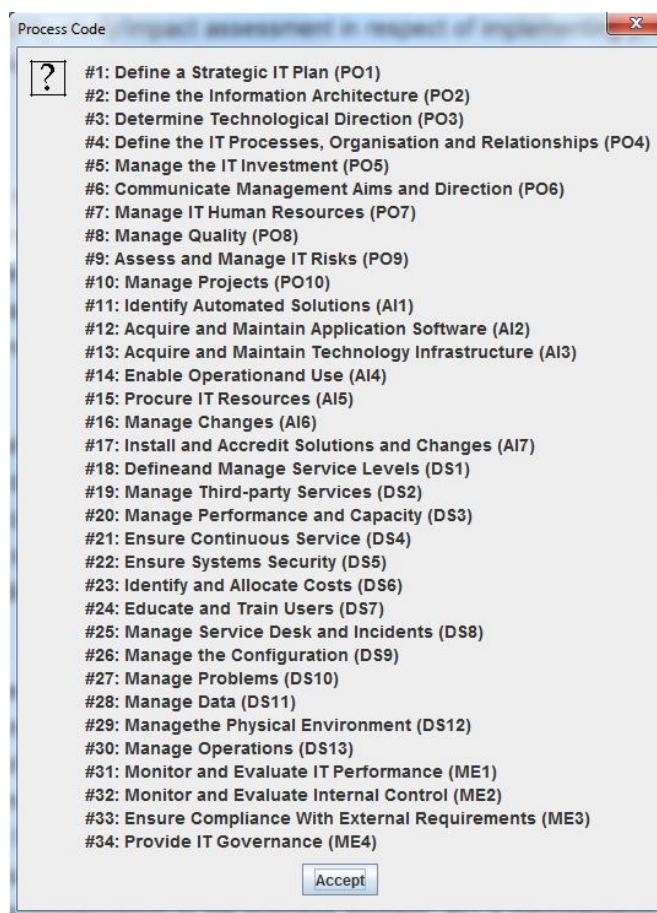 /impact assessment in respect of implementing
Process Code
#1: Define a Strategic IT Plan (PO1)
#2: Define the Information Architecture (PO2)
#3: Determine Technological Direction (PO3)
#4: Define the IT Processes, Organisation and Relationships (PO4)
#5: Manage the IT Investment (PO5)
#6: Communicate Management Aims and Direction (PO6)
#7: Manage IT Human Resources (PO7)
#8: Manage Quality (PO8)
#9: Assess and Manage IT Risks (PO9)
#10: Manage Projects (PO10)
#11: Identify Automated Solutions (AI1)
#12: Acquire and Maintain Application Software (AI2)
#13: Acquire and Maintain Technology Infrastructure (AI3)
#14: Enable Operationand Use (AI4)
#15: Procure IT Resources (AI5)
#16: Manage Changes (AI6)
#17: Install and Accredit Solutions and Changes (AI7)
#18: Defineand Manage Service Levels (DS1)
#19: Manage Third-party Services (DS2)
#20: Manage Performance and Capacity (DS3)
#21: Ensure Continuous Service (DS4)
#22: Ensure Systems Security (DS5)
#23: Identify and Allocate Costs (DS6)
#24: Educate and Train Users (DS7)
#25: Manage Service Desk and Incidents (DS8)
#26: Manage the Configuration (DS9)
#27: Manage Problems (DS10)
#28: Manage Data (DS11)
#29: Managethe Physical Environment (DS12)
#30: Manage Operations (DS13)
#31: Monitor and Evaluate IT Performance (ME1)
#32: Monitor and Evaluate Internal Control (ME2)
#33: Ensure Compliance With External Requirements (ME3)
#34: Provide IT Governance (ME4)
Accept